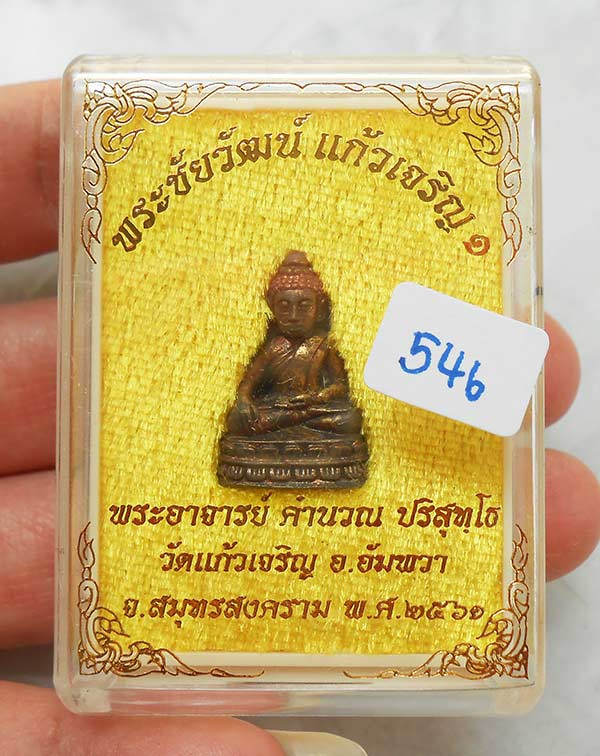 พระชัยวัฒน์ แก้วเจริญ ๑
546
พระอาจารย์ คำนวณ ปริสุทฺโธ
วัดแก้วเจริญ อ.อัมพวา
จ.สมุทรสงคราม พ.ศ.๒๕๖๑